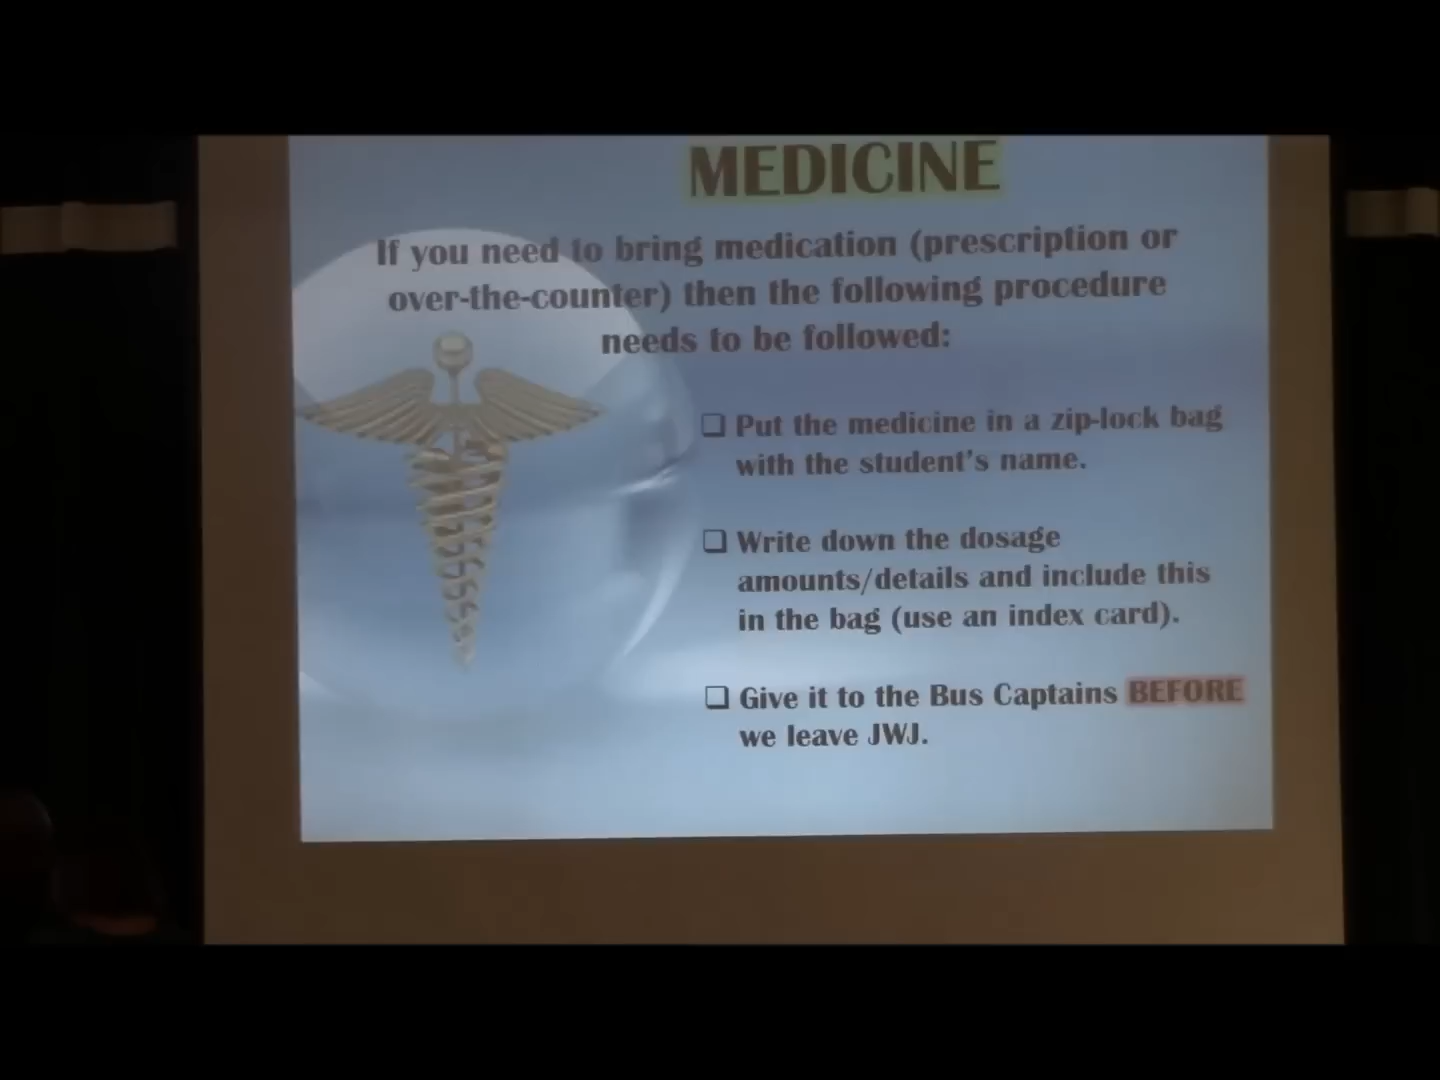 MEDICINE
If you need to bring medication (prescription or
over-the-counter) then the following procedure
needs to be followed:
❑ Put the medicine in a zip-lock bag
with the student's name.
❑ Write down the dosage
amounts/details and include this
in the bag (use an index card).
❑ Give it to the Bus Captains BEFORE
we leave JWJ.